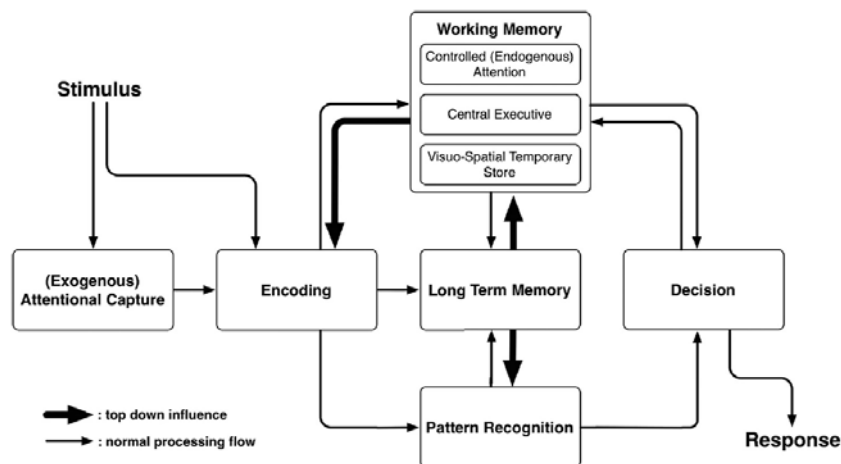 Working Memory
Controlled (Endogenous)
Attention
Central Executive
Visuo-Spatial Temporary
Store
Stimulus
(Exogenous)
Attentional Capture
Encoding
Long Term Memory
Decision
Pattern Recognition
Response
: top down influence
: normal processing flow